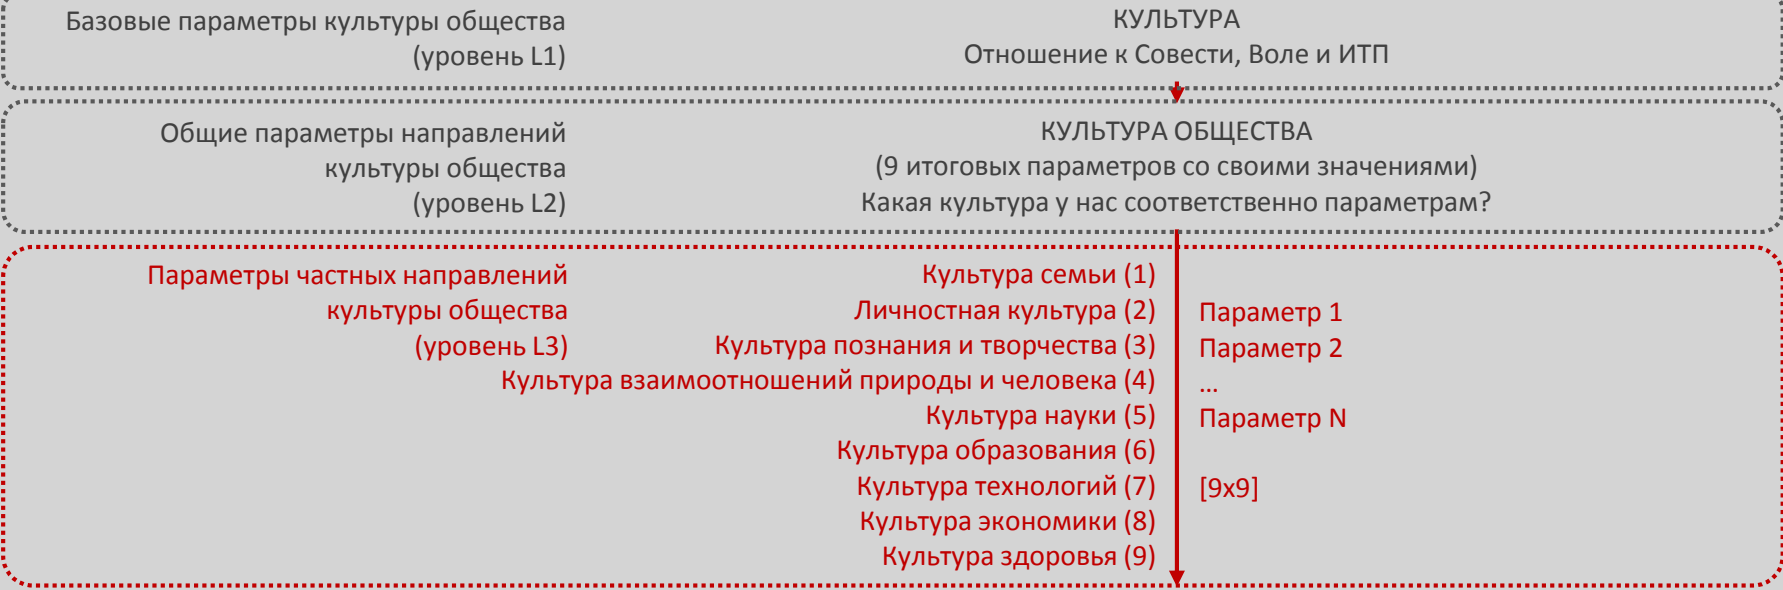 Базовые параметры культуры общества
(уровень L1)
КУЛЬТУРА
Отношение к Совести, Воле и ИТП
Общие параметры направлений
культуры общества
(уровень L2)
КУЛЬТУРА ОБЩЕСТВА
(9 итоговых параметров со своими значениями)
Какая культура у нас соответственно параметрам?
Параметры частных направлений
культуры общества
(уровень L3)
Культура семьи (1)
Личностная культура (2)
Культура познания и творчества (3)
Культура взаимоотношений природы и человека (4)
Культура науки (5)
Культура образования (6)
Культура технологий (7)
Культура экономики (8)
Культура здоровья (9)
Параметр 1
Параметр 2
...
Параметр N
[9x9]